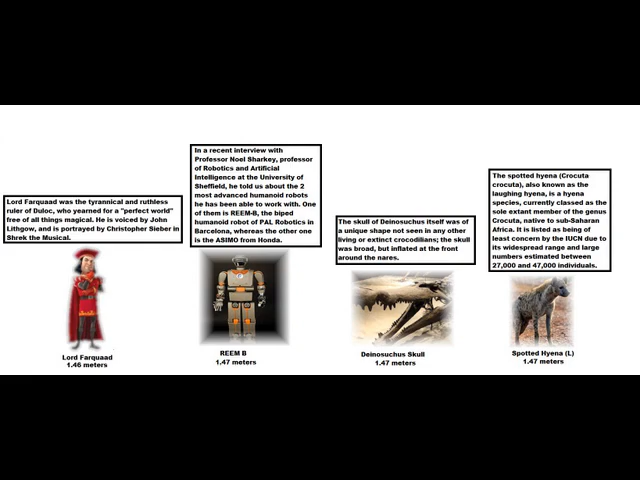 Lord Farquaad was the tyrannical and ruthless
ruler of Duloc, who yearned for a "perfect world"
free of all things magical. He is voiced by John
Lithgow, and is portrayed by Christopher Sieber in
Shrek the Musical.
Lord Farquaad
1.46 meters
In a recent interview with
Professor Noel Sharkey, professor
of Robotics and Artificial
Intelligence at the University of
Sheffield, he told us about the 2
most advanced humanoid robots
he has been able to work with. One
of them is REEM-B, the biped
humanoid robot of PAL Robotics in
Barcelona, whereas the other one
is the ASIMO from Honda.
REEM B
1.47 meters
The skull of Deinosuchus itself was of
a unique shape not seen in any other
living or extinct crocodilians; the skull
was broad, but inflated at the front
around the nares.
Deinosuchus Skull
1.47 meters
The spotted hyena (Crocuta
crocuta), also known as the
laughing hyena, is a hyena
species, currently classed as the
sole extant member of the genus
Crocuta, native to sub-Saharan
Africa. It is listed as being of
least concern by the IUCN due to
its widespread range and large
numbers estimated between
27,000 and 47,000 individuals.
Spotted Hyena (L)
1.47 meters